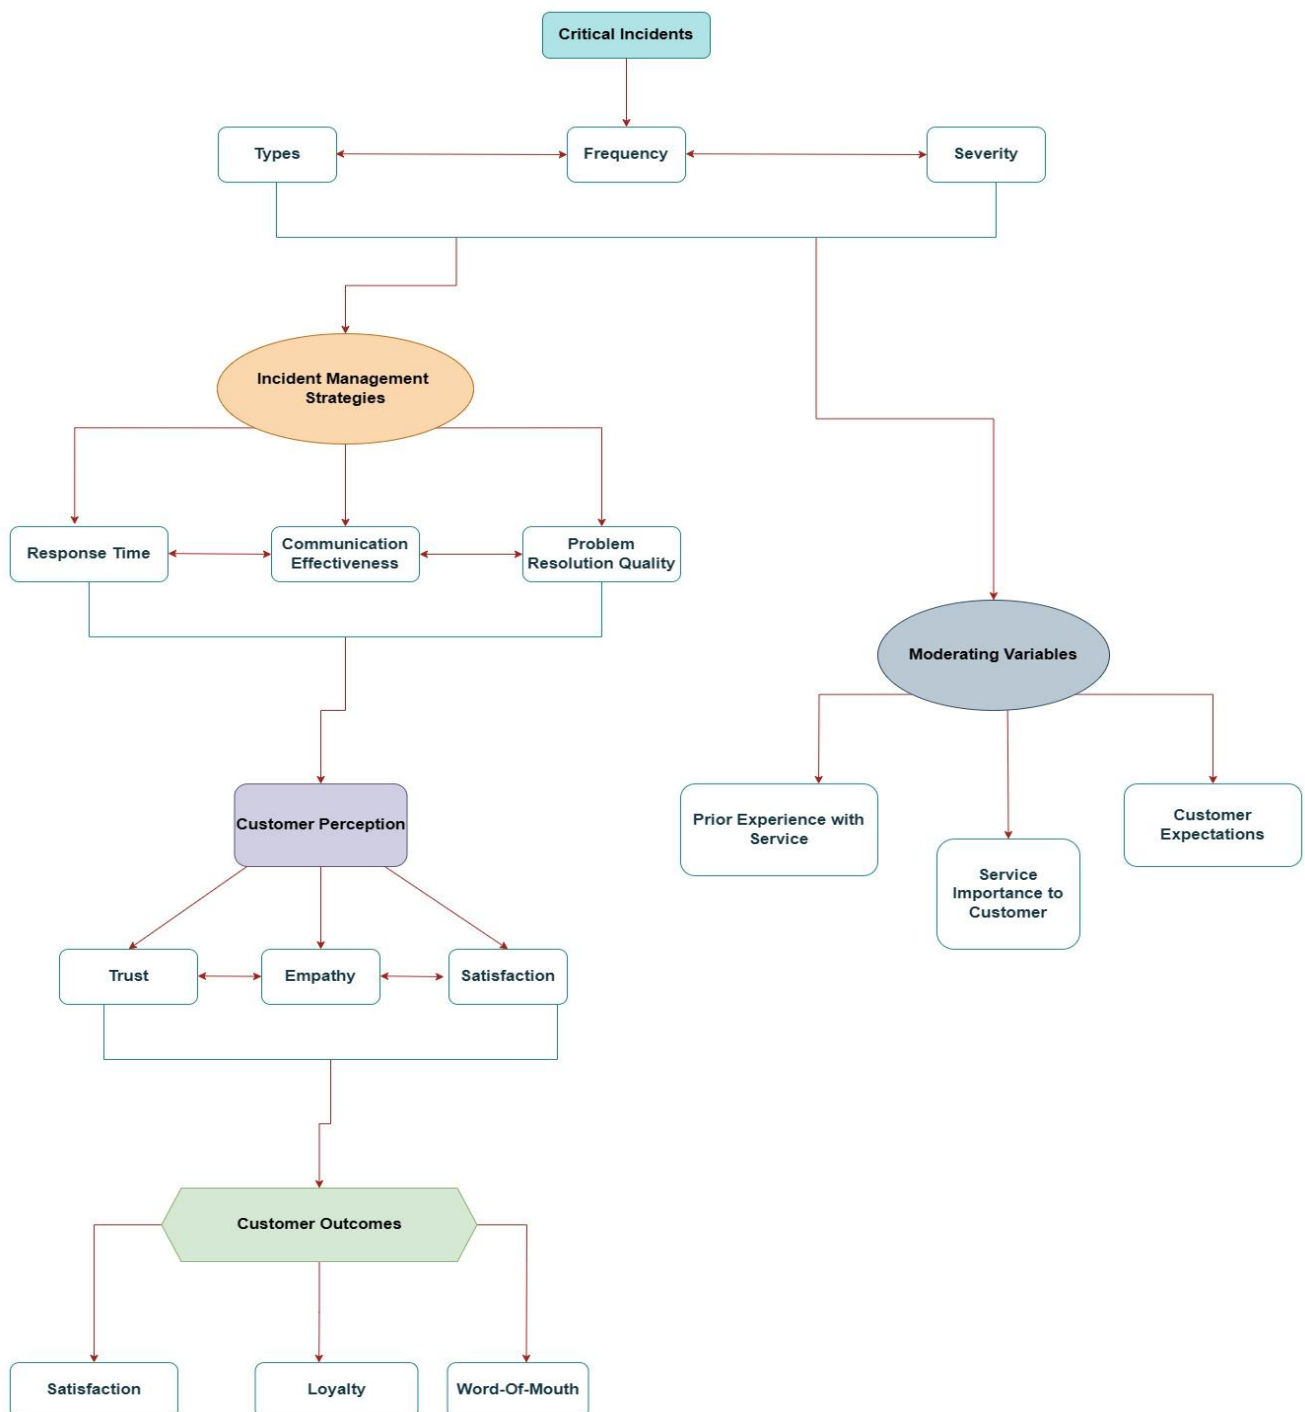 Critical Incidents
Types
Frequency
Severity
Incident Management
Strategies
Response Time
Communication
Effectiveness
Problem
Resolution Quality
Moderating Variables
Customer Perception
Prior Experience with
Service
Service
Importance to
Customer
Customer
Expectations
Trust
Empathy
Satisfaction
Customer Outcomes
Satisfaction
Loyalty
Word-Of-Mouth